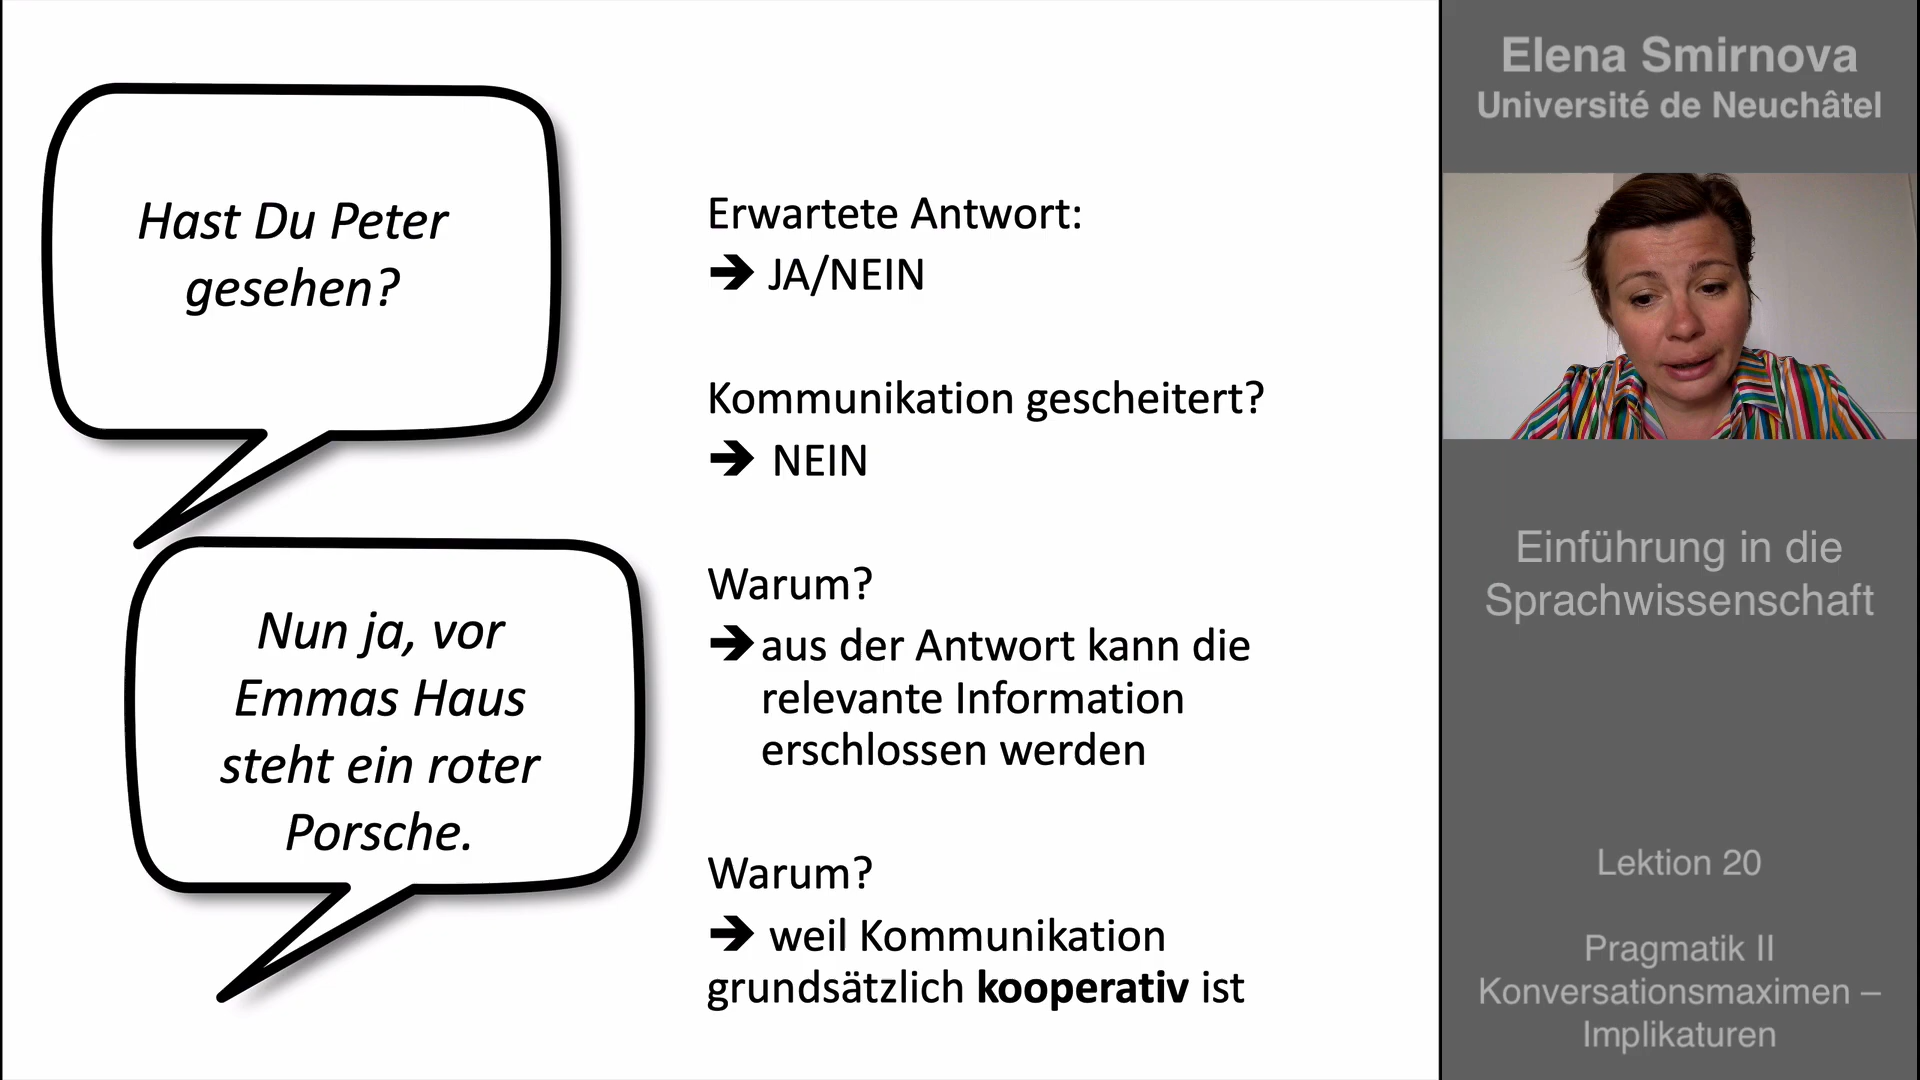 Hast Du Peter
gesehen?
Nun ja, vor
Emmas Haus
steht ein roter
Porsche.
Erwartete Antwort:
➔ JA/NEIN
Kommunikation gescheitert?
➔ NEIN
Warum?
➔ aus der Antwort kann die
relevante Information
erschlossen werden
Warum?
➔ weil Kommunikation
grundsätzlich kooperativ ist
Elena Smirnova
Université de Neuchâtel
Einführung in die
Sprachwissenschaft
Lektion 20
Pragmatik II
Konversationsmaximen –
Implikaturen